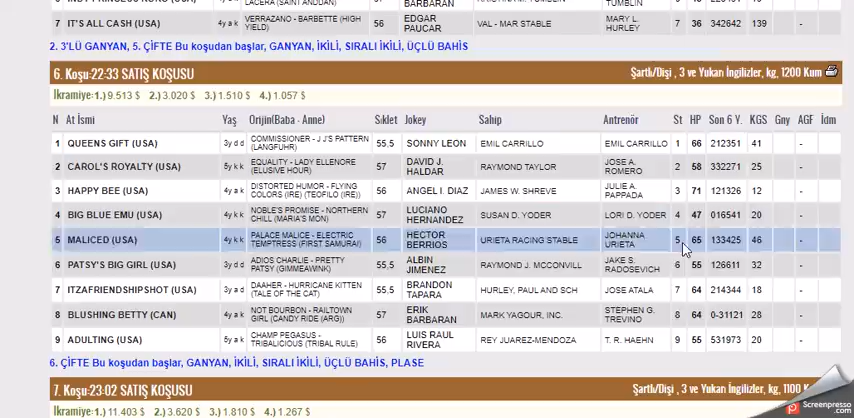 LACERA (SAINT ANDDAN)
BARBARAN
TUMBLIN
7 IT'S ALL CASH (USA) 4y a k VERRAZANO - BARBETTE (HIGH YIELD) 56 EDGAR PAUCAR VAL - MAR STABLE MARY L. HURLEY 7 36 342642 139
2. 3'LÜ GANYAN, 5. ÇİFTE Bu koşudan başlar, GANYAN, İKİLİ, SIRALI İKİLİ, ÜÇLÜ BAHİS
6. Koşu:22-33 SATIŞ KOŞUSU Şartlı/Dişi , 3 ve Yukarı İngilizler, kg, 1200 Kum
İkramiye:1.) 9.513 $ 2.) 3.020 $ 3.) 1.510 $ 4.) 1.057 $
N At İsmi Yaş Orijin(Baba - Anne) Sıklet Jokey Sahip Antrenör St HP Son 6 Y. KGS Gny AGF İdm
1 QUEENS GIFT (USA) 3y d d COMMISSIONER - J J'S PATTERN (LANGFUHR) 55,5 SONNY LEON EMIL CARRILLO EMIL CARRILLO 1 66 212351 41 -
2 CAROL'S ROYALTY (USA) 5y k k EQUALITY - LADY ELLENORE (ELUSIVE HOUR) 57 DAVID J. HALDAR RAYMOND TAYLOR JOSE A. ROMERO 2 58 332271 25 -
3 HAPPY BEE (USA) 4y a k DISTORTED HUMOR - FLYING COLORS (IRE) (TEOFILO (IRE)) 56 ANGEL I. DIAZ JAMES W. SHREVE JULIE A. PAPPADA 3 71 121326 12 -
4 BIG BLUE EMU (USA) 4y k k NOBLE'S PROMISE - NORTHERN CHILL (MARIA'S MON) 57 LUCIANO HERNANDEZ SUSAN D. YODER LORI D. YODER 4 47 016541 20 -
5 MALICED (USA) 4y k k PALACE MALICE - ELECTRIC TEMPTRESS (FIRST SAMURAI) 56 HECTOR BERRIOS URIETA RACING STABLE JOHANNA URIETA 5 65 133425 46 -
6 PATSY'S BIG GIRL (USA) 3y d d ADIOS CHARLIE - PRETTY PATSY (GIMMEAWINK) 55,5 ALBIN JIMENEZ RAYMOND J. MCCONVILL JAKE S. RADOSEVICH 6 55 126611 32 -
7 ITZAFRIENDSHIPSHOT (USA) 3y a d DAAHER - HURRICANE KITTEN (TALE OF THE CAT) 55,5 BRANDON TAPARA HURLEY, PAUL AND SCH JOSE ATALA 7 64 214344 18 -
8 BLUSHING BETTY (CAN) 4y a k NOT BOURBON - RAILTOWN GIRL (CANDY RIDE (ARG)) 57 ERIK BARBARAN MARK YAGOUR, INC. STEPHEN G. TREVINO 8 64 0-31121 28 -
9 ADULTING (USA) 5y a k CHAMP PEGASUS - TRIBALICIOUS (TRIBAL RULE) 56 LUIS RAUL RIVERA REY JUAREZ-MENDOZA T. R. HAEHN 9 55 531973 20 -
6. ÇİFTE Bu koşudan başlar, GANYAN, İKİLİ, SIRALI İKİLİ, ÜÇLÜ BAHİS, PLASE
7. Koşu:23-02 SATIŞ KOŞUSU Şartlı/Dişi , 3 ve Yukarı İngilizler, kg, 1100 K
İkramiye:1.) 11.403 $ 2.) 3.620 $ 3.) 1.810 $ 4.) 1.267 $
Screenpresso